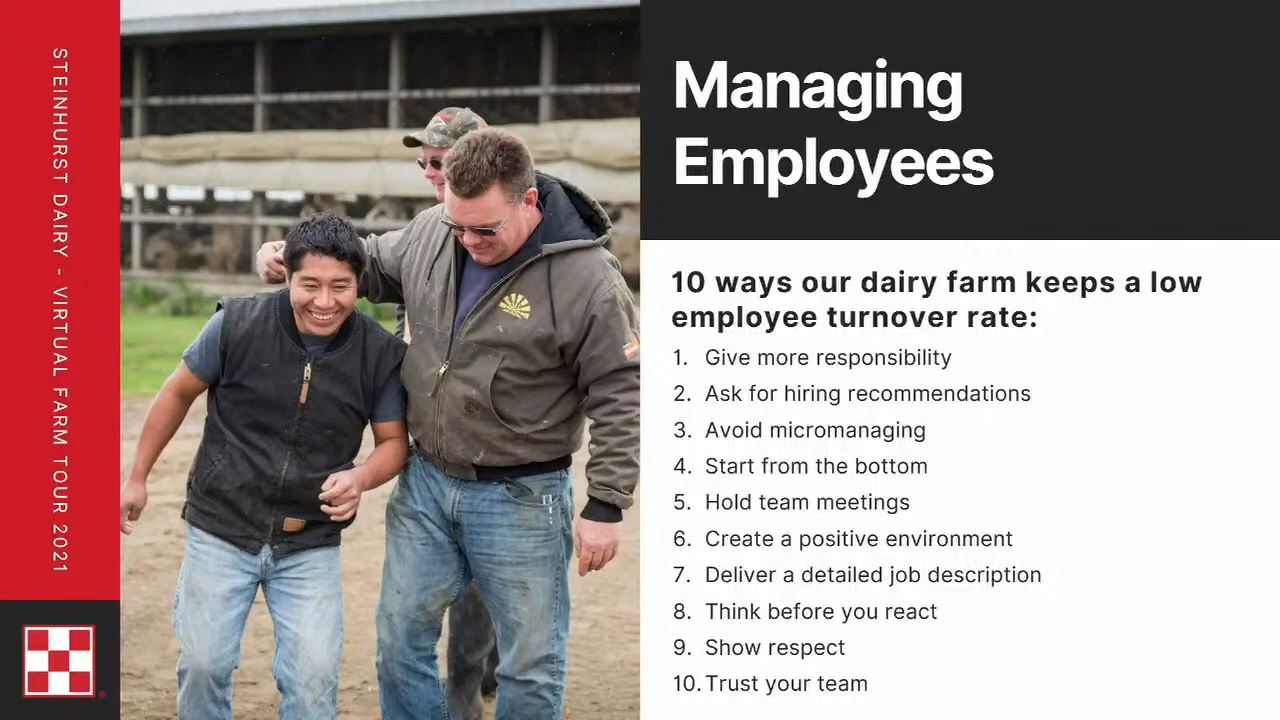 STEINHURST DAIRY - VIRTUAL FARM TOUR 2021
Managing
Employees
10 ways our dairy farm keeps a low
employee turnover rate:
1. Give more responsibility
2. Ask for hiring recommendations
3. Avoid micromanaging
4. Start from the bottom
5. Hold team meetings
6. Create a positive environment
7. Deliver a detailed job description
8. Think before you react
9. Show respect
10. Trust your team